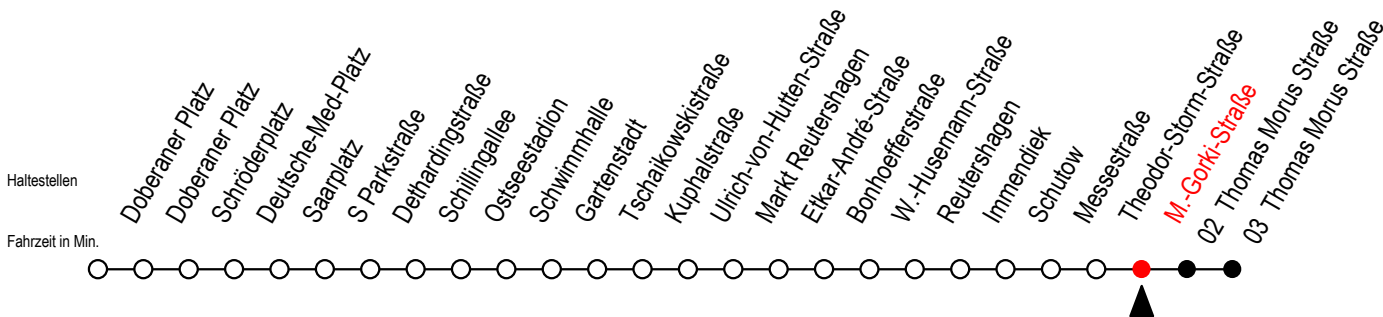 Haltestellen
Fahrzeit in Min.
Doberaner Platz
Doberaner Platz
Schröderplatz
Deutsche-Med-Platz
Saarplatz
S Parkstraße
Dethardingstraße
Schillingallee
Ostseestadion
Schwimmhalle
Gartenstadt
Tschaikowskistraße
Kuphalstraße
Ulrich-von-Hutten-Straße
Markt Reutershagen
Etkar-André-Straße
Bonhoefferstraße
W.-Husemann-Straße
Reutershagen
Immendiek
Schutow
Messestraße
Theodor-Storm-Straße
M.-Gorki-Straße
02 Thomas Morus Straße
03 Thomas Morus Straße